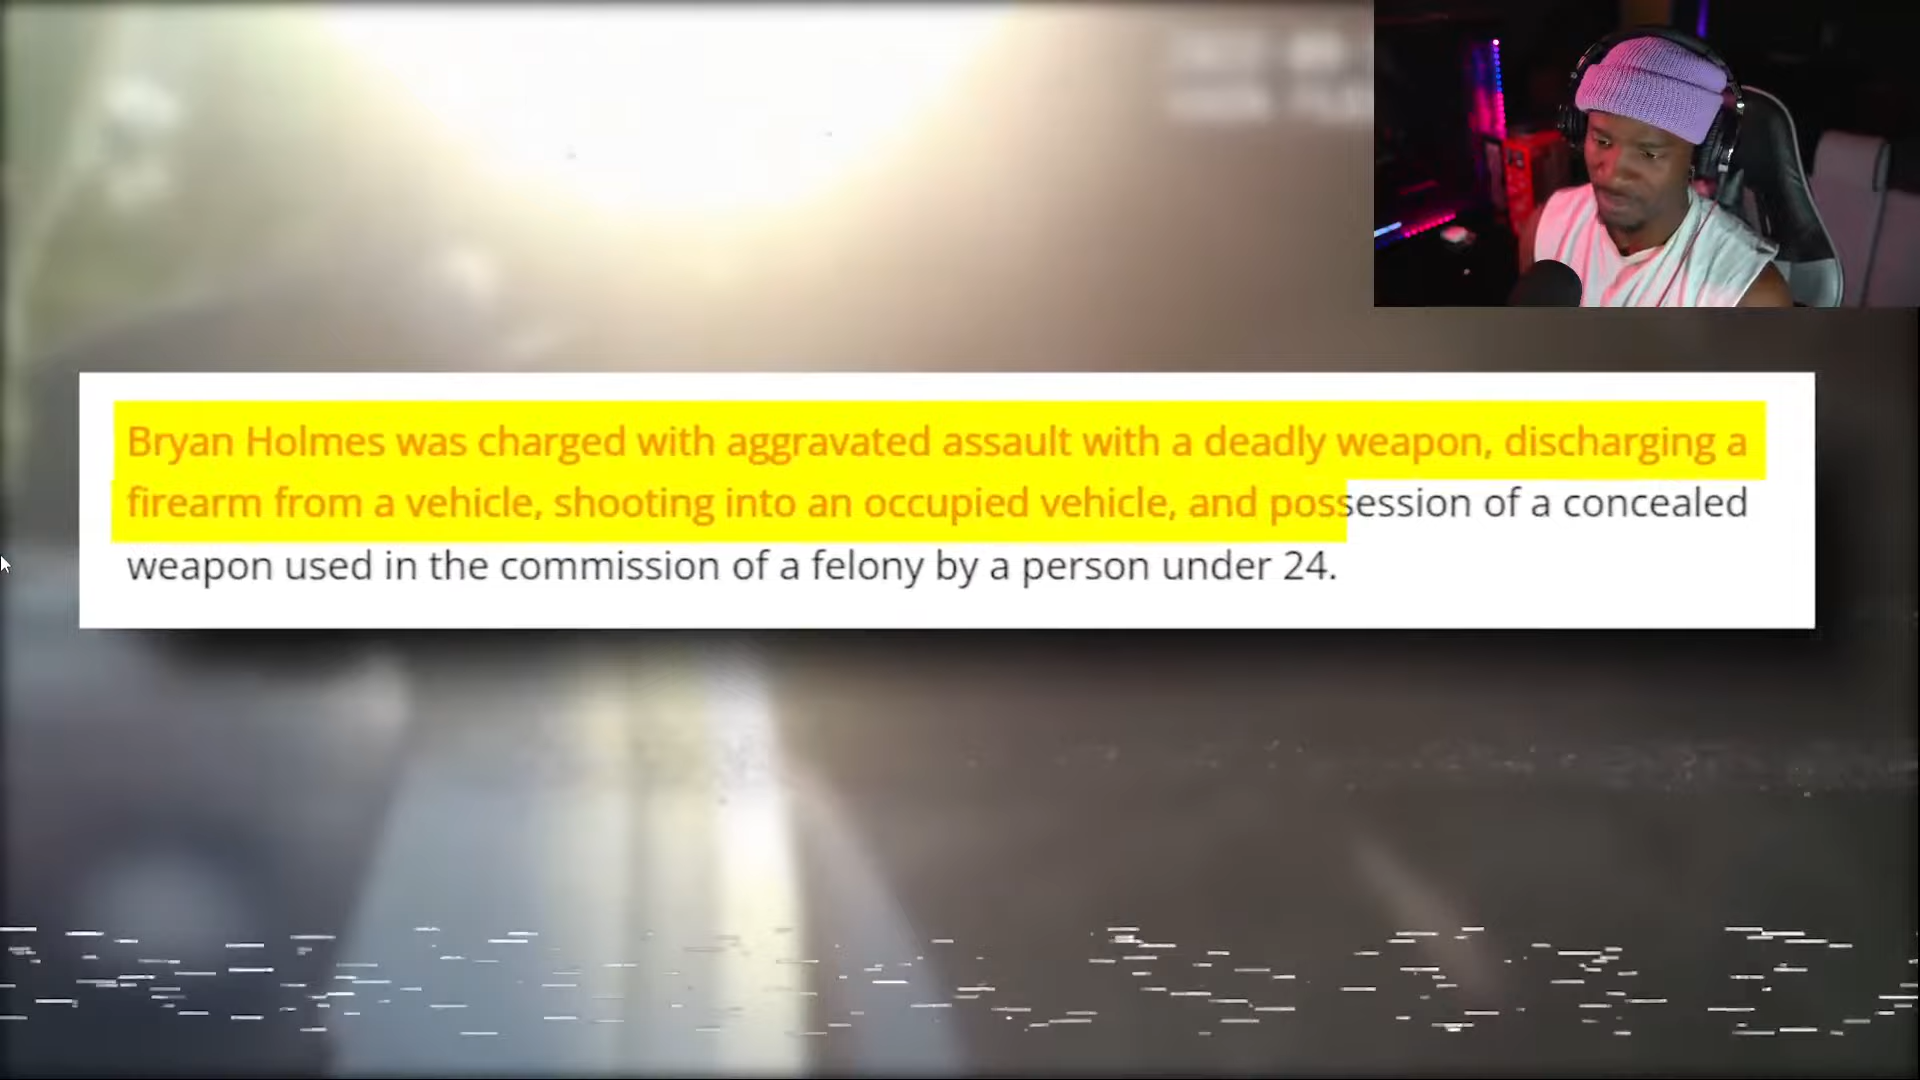 Bryan Holmes was charged with aggravated assault with a deadly weapon, discharging a
firearm from a vehicle, shooting into an occupied vehicle, and possession of a concealed
weapon used in the commission of a felony by a person under 24.